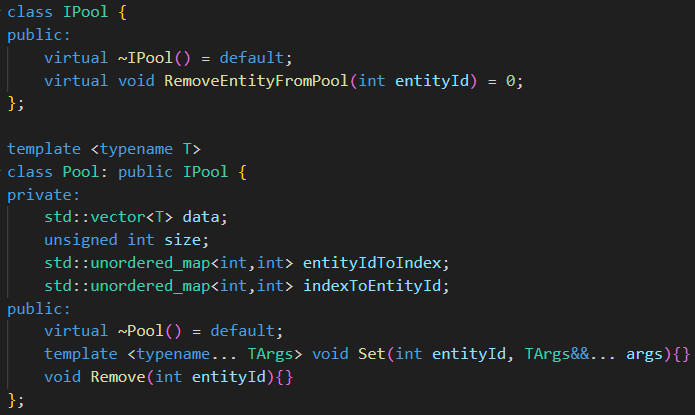 class IPool {
public:
    virtual ~IPool() = default;
    virtual void RemoveEntityFromPool(int entityId) = 0;
};

template <typename T>
class Pool: public IPool {
private:
    std::vector<T> data;
    unsigned int size;
    std::unordered_map<int,int> entityIdToIndex;
    std::unordered_map<int,int> indexToEntityId;
public:
    virtual ~Pool() = default;
    template <typename... TArgs> void Set(int entityId, TArgs&&... args){}
    void Remove(int entityId){}
};